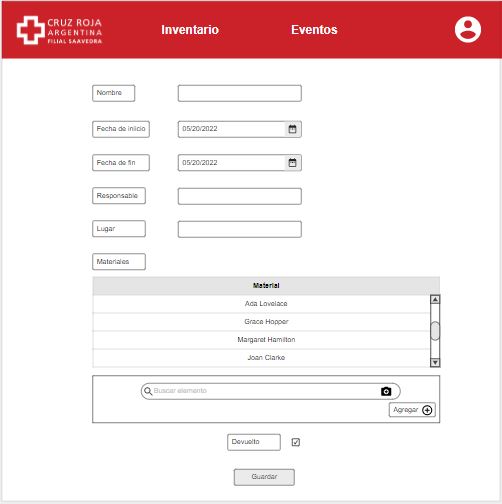 CRUZ ROJA
ARGENTINA
FILIAL SAAVEDRA
Inventario
Eventos
Nombre
Fecha de iniicio
05/20/2022
Fecha de fin
05/20/2022
Responsable
Lugar
Materiales
Material
Ada Lovelace
Grace Hopper
Margaret Hamilton
Joan Clarke
Buscar elemento
Agregar
Devuelto
Guardar